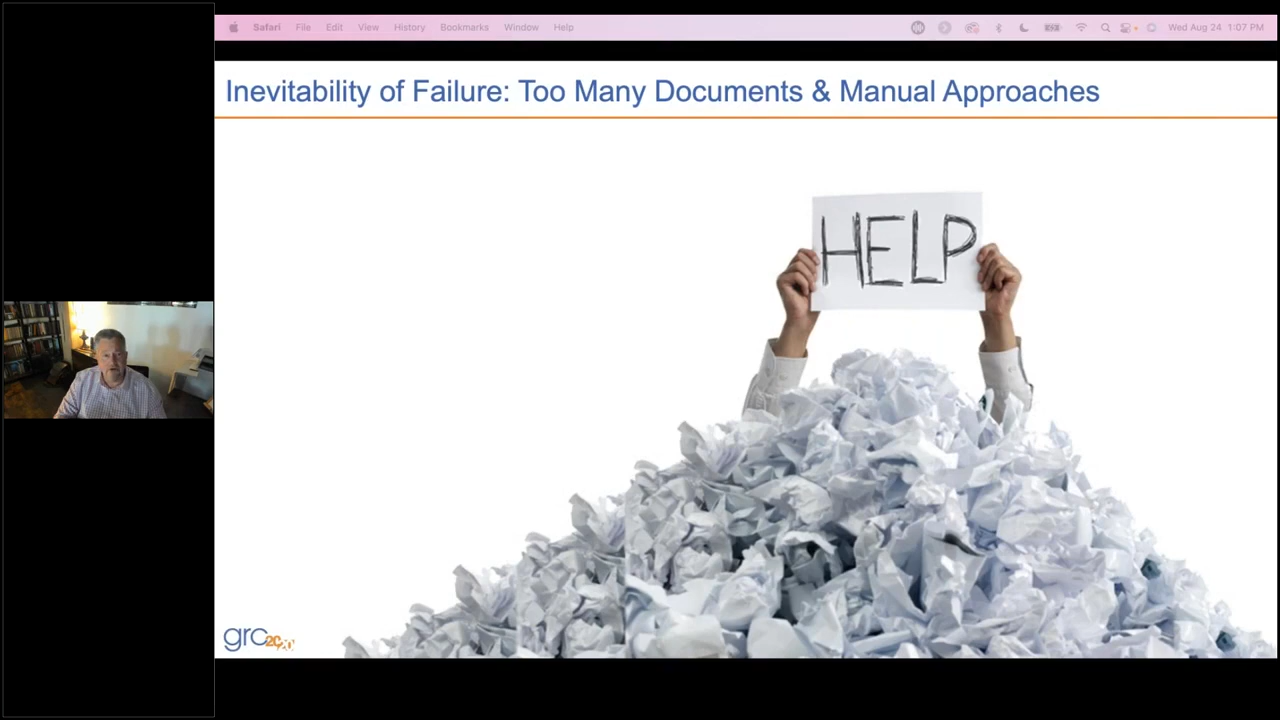 Safari File Edit View History Bookmarks Window Help Wed Aug 24 1:07 PM
Inevitability of Failure: Too Many Documents & Manual Approaches
HELP
grc2020